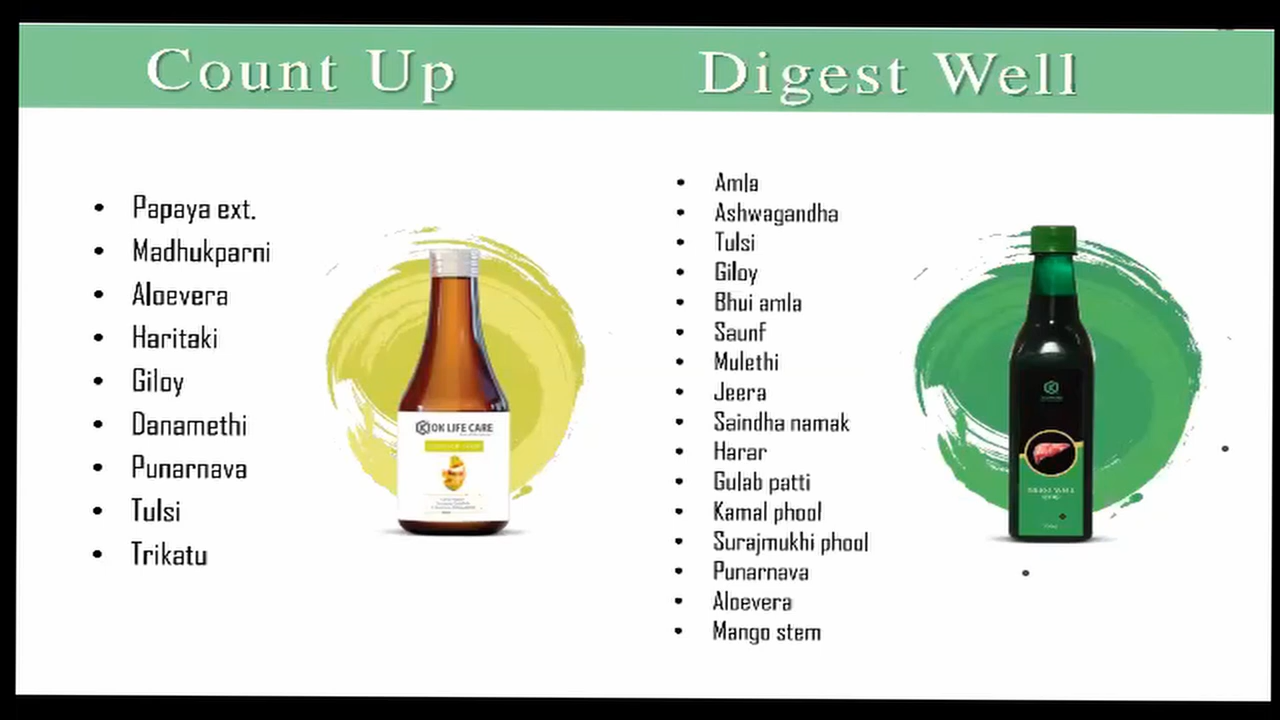 Count Up
Digest Well
• Papaya ext.
• Madhukparni
• Aloevera
• Haritaki
• Giloy
• Danamethi
• Punarnava
• Tulsi
• Trikatu
OK LIFE CARE
• Amla
• Ashwagandha
• Tulsi
• Giloy
• Bhui amla
• Saunf
• Mulethi
• Jeera
• Saindha namak
• Harar
• Gulab patti
• Kamal phool
• Surajmukhi phool
• Punarnava
• Aloevera
• Mango stem
DIGEST WELL